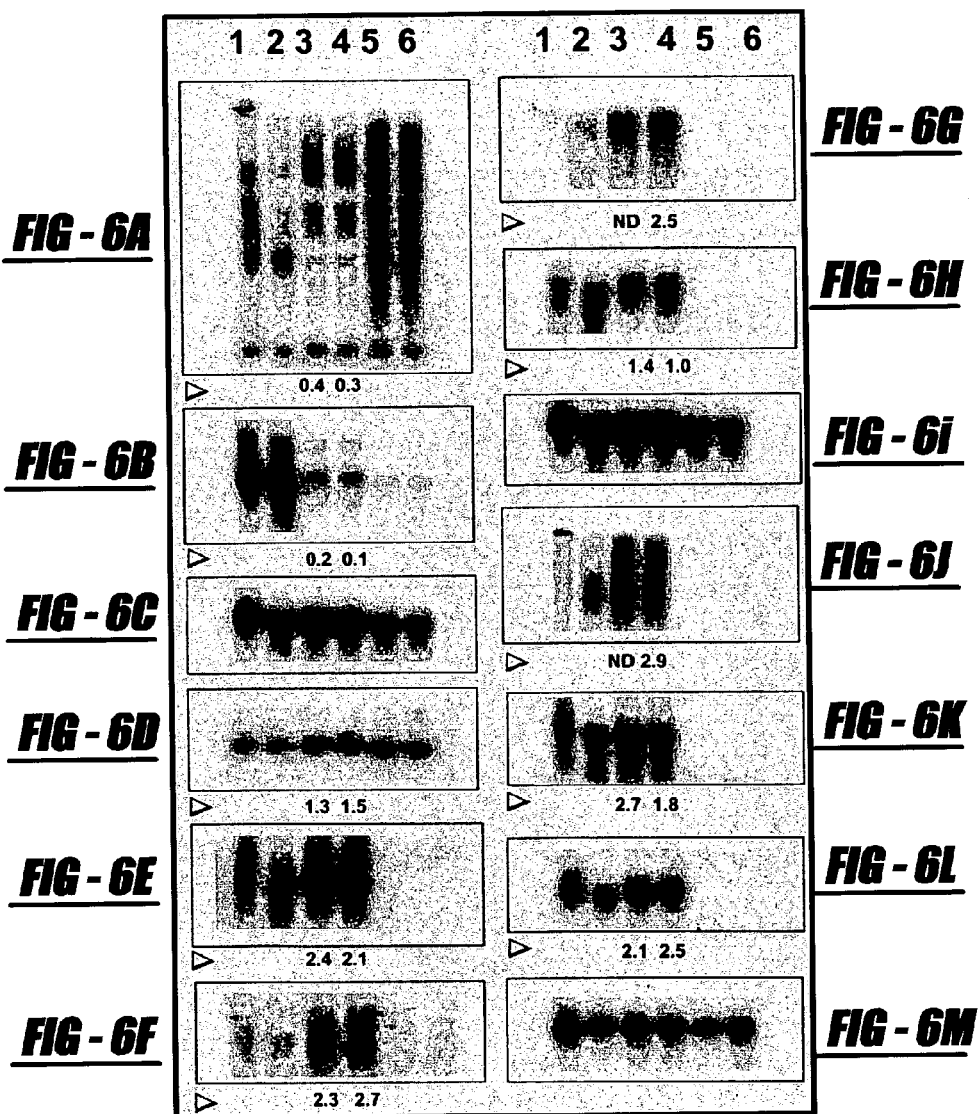 1 2 3 4 5 6
1 2 3 4 5 6
FIG - 6A
0.4 0.3
FIG - 6B
0.2 0.1
FIG - 6C
FIG - 6D
1.3 1.5
FIG - 6E
2.4 2.1
FIG - 6F
2.3 2.7
FIG - 6G
ND 2.5
FIG - 6H
1.4 1.0
FIG - 6i
FIG - 6J
ND 2.9
FIG - 6K
2.7 1.8
FIG - 6L
2.1 2.5
FIG - 6M